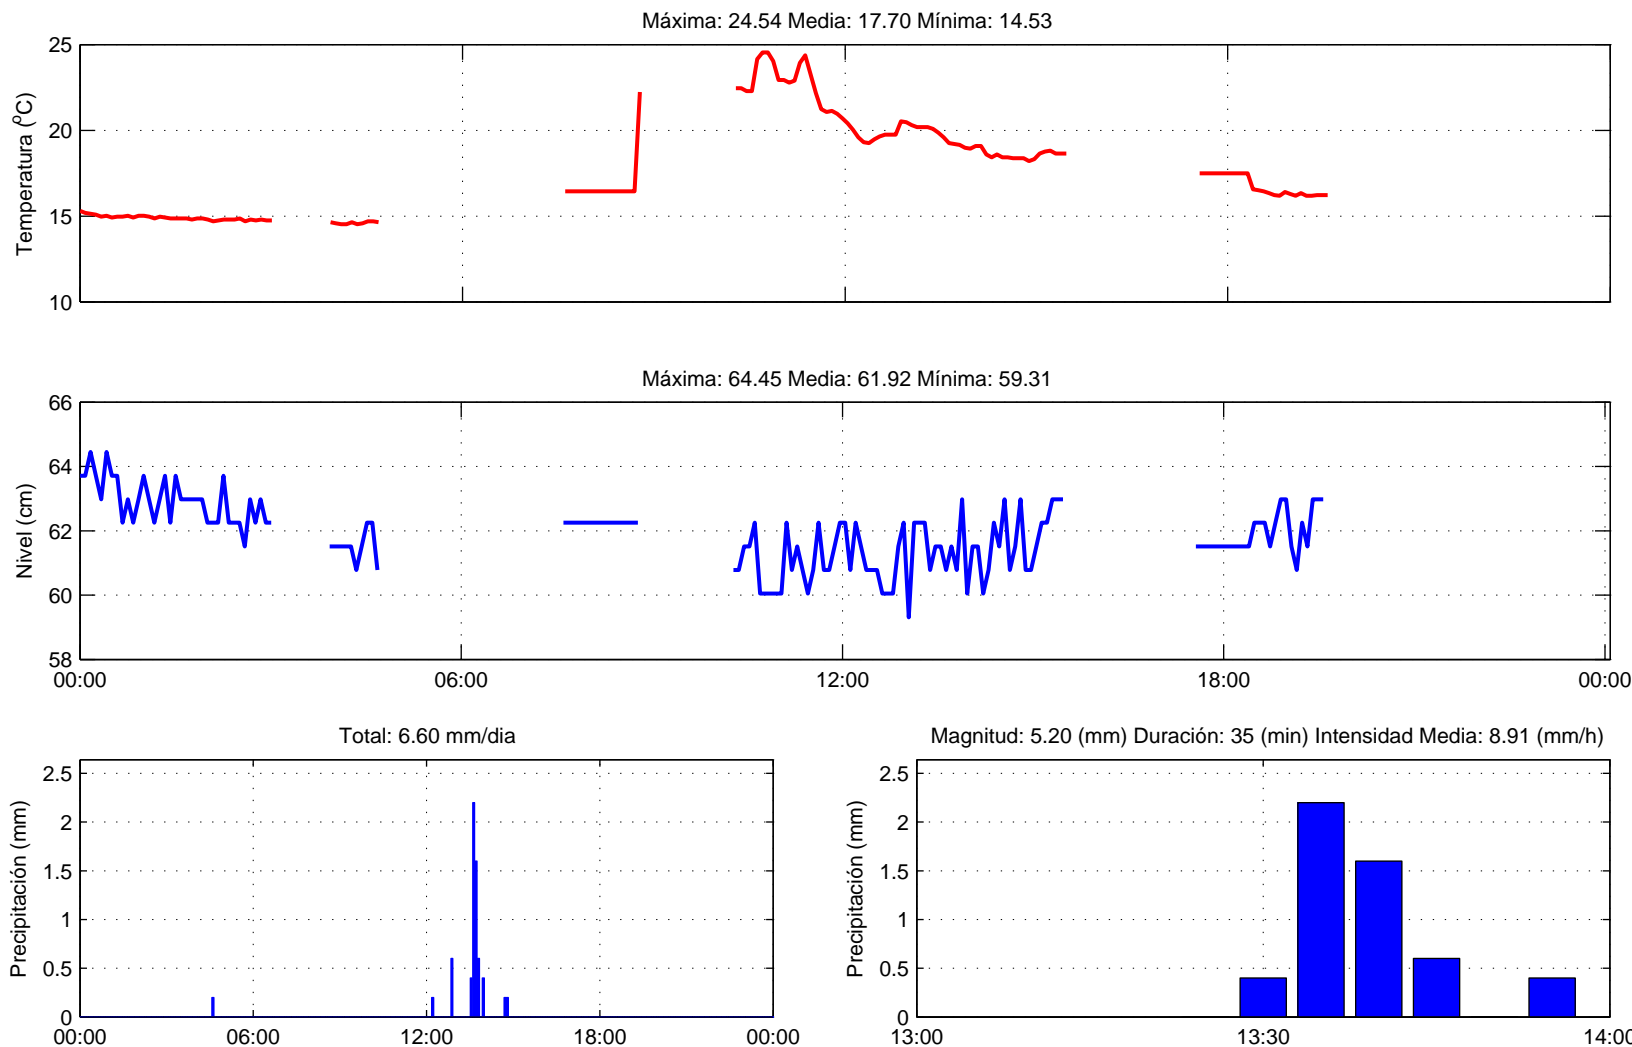 Máxima: 24.54 Media: 17.70 Mínima: 14.53
Temperatura (ºC)
25
20
15
10
Máxima: 64.45 Media: 61.92 Mínima: 59.31
Nivel (cm)
66
64
62
60
58
00:00 06:00 12:00 18:00 00:00
Total: 6.60 mm/dia
Precipitación (mm)
2.5
2
1.5
1
0.5
0
00:00 06:00 12:00 18:00 00:00
Magnitud: 5.20 (mm) Duración: 35 (min) Intensidad Media: 8.91 (mm/h)
Precipitación (mm)
2.5
2
1.5
1
0.5
0
13:00 13:30 14:00